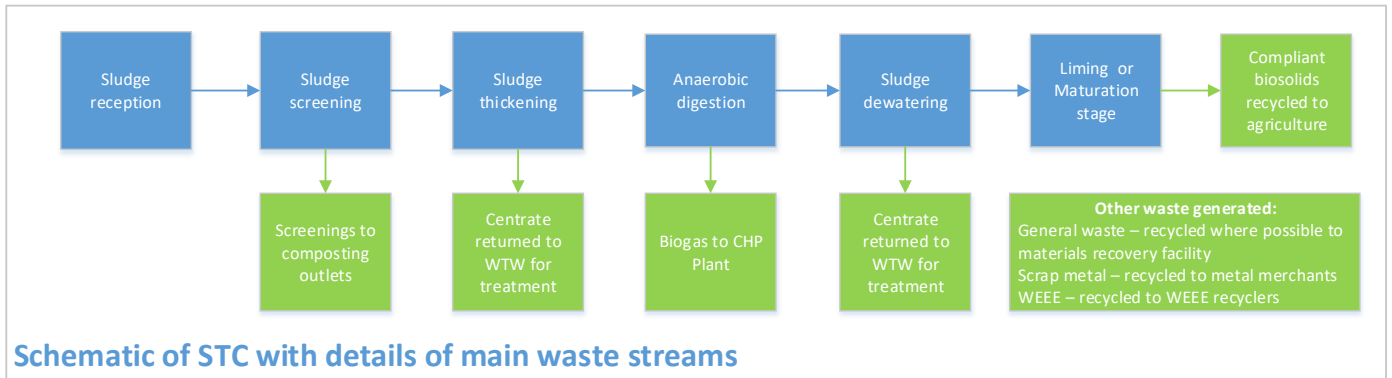 Sludge
reception
Sludge
screening
Sludge
thickening
Anaerobic
digestion
Sludge
dewatering
Liming or
Maturation
stage
Compliant
biosolids
recycled to
agriculture
Screenings to
composting
outlets
Centrate
returned to
WTW for
treatment
Biogas to CHP
Plant
Centrate
returned to
WTW for
treatment
Other waste generated:
General waste – recycled where possible to
materials recovery facility
Scrap metal – recycled to metal merchants
WEEE – recycled to WEEE recyclers
Schematic of STC with details of main waste streams